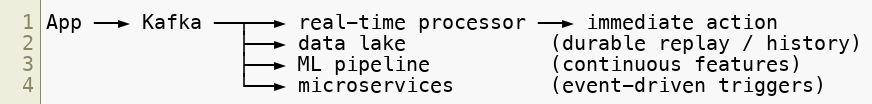 1 App ──► Kafka ──┬──► real-time processor ──► immediate action
2                 ├──► data lake            (durable replay / history)
3                 ├──► ML pipeline          (continuous features)
4                 └──► microservices        (event-driven triggers)